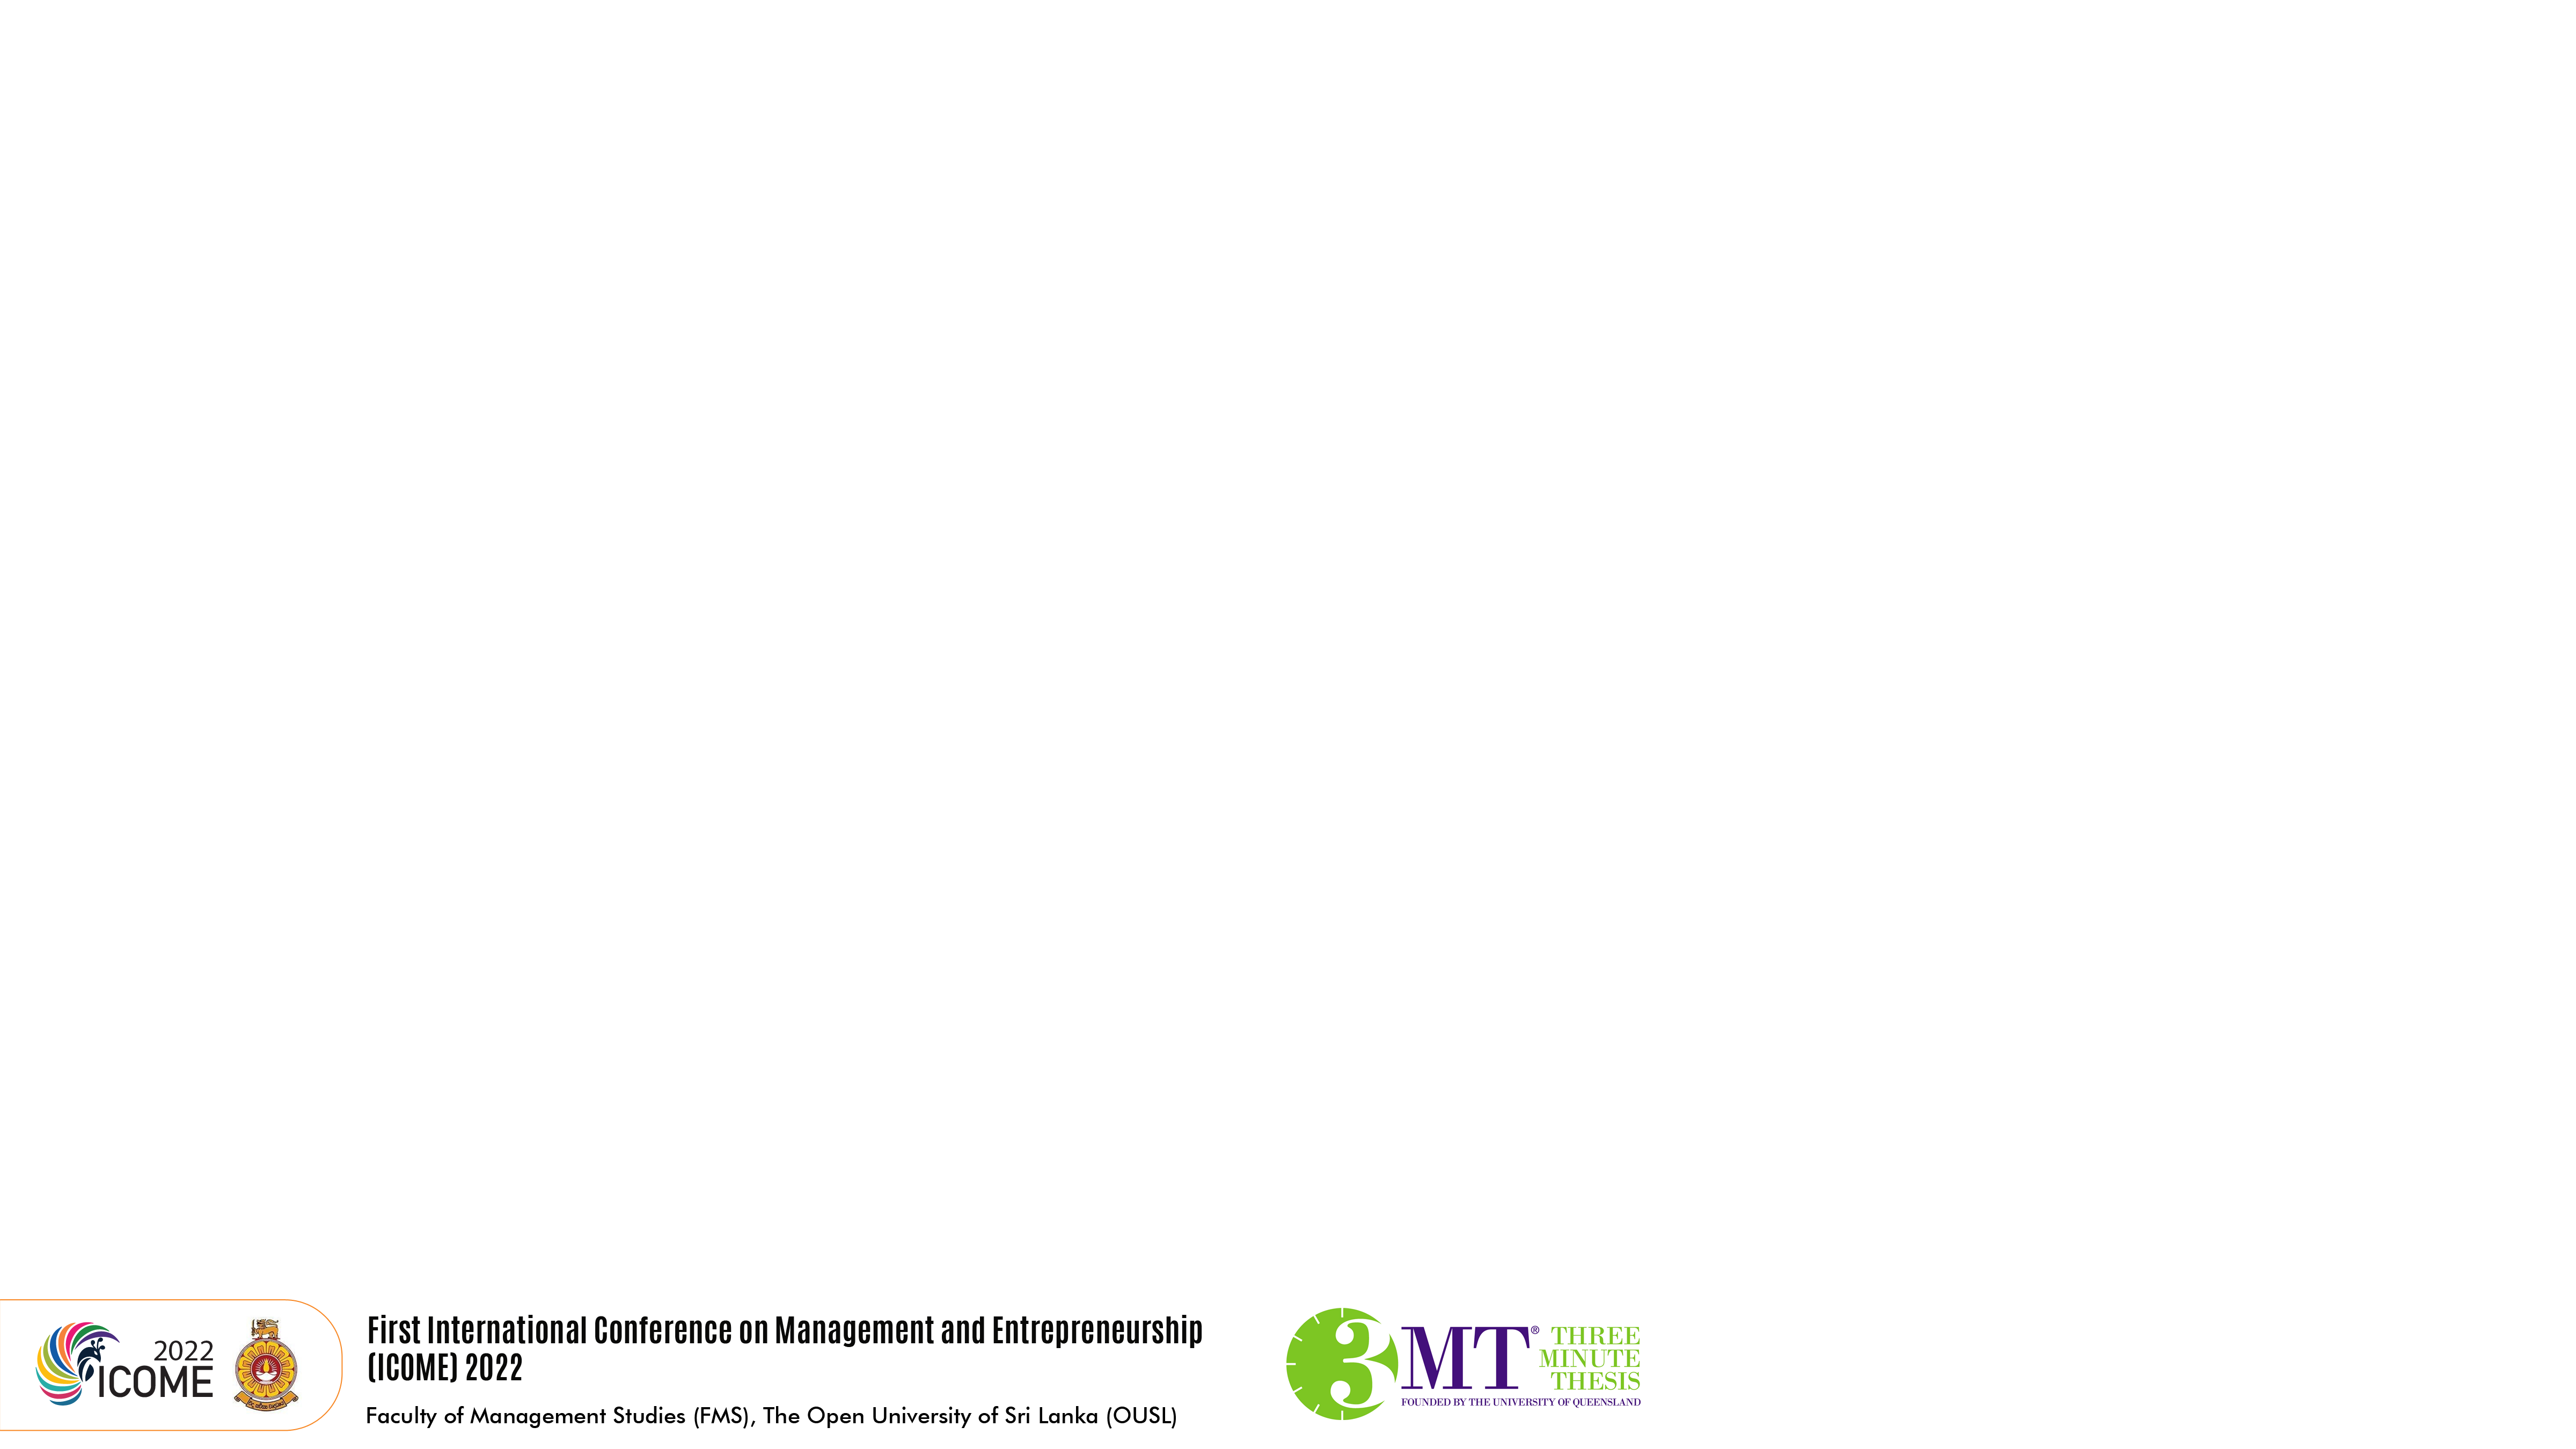 2022
ICOME
First International Conference on Management and Entrepreneurship
(ICOME) 2022
Faculty of Management Studies (FMS), The Open University of Sri Lanka (OUSL)
3MT®
THREE
MINUTE
THESIS
FOUNDED BY THE UNIVERSITY OF QUEENSLAND